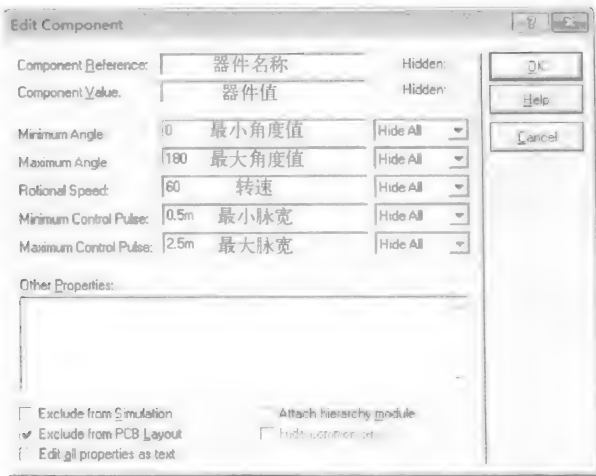 Edit Component
Component Reference: 器件名称 Hidden:
Component Value. 器件值 Hidden:
OK
Help
Cancel
Minimum Angle 0 最小角度值 Hide All
Maximum Angle 180 最大角度值 Hide All
Rotional Speed: 60 转速 Hide All
Minimum Control Pulse: 0.5m 最小脉宽 Hide All
Maximum Control Pulse: 2.5m 最大脉宽 Hide All
Other Properties:
Exclude from Simulation Attach hierarchy module
Exclude from PCB Layout
Edit all properties as text